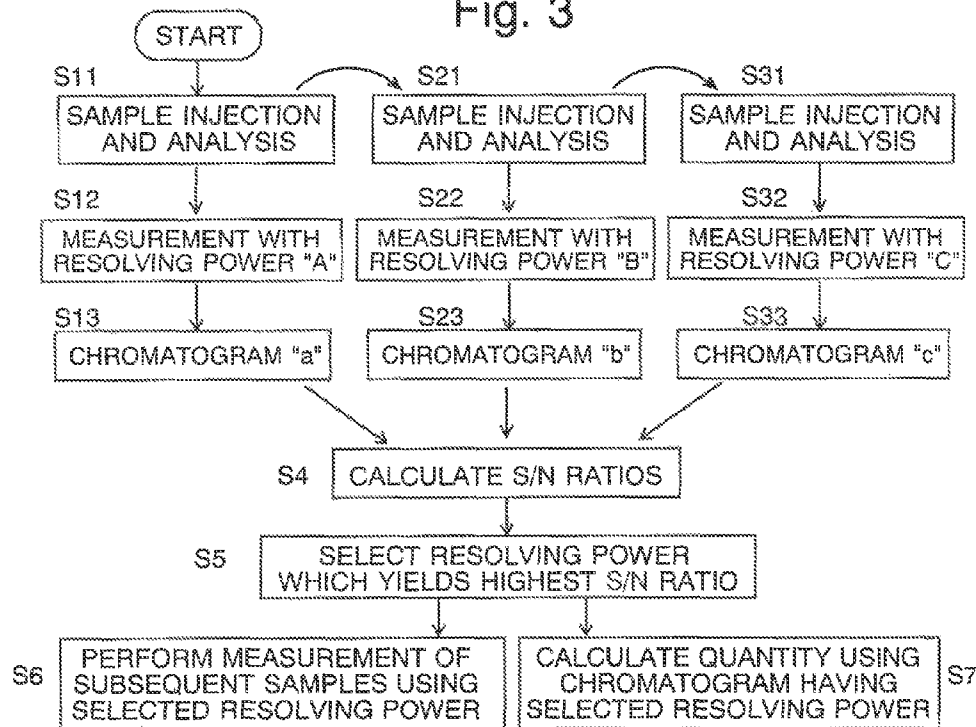 Fig. 3
START
S11
SAMPLE INJECTION
AND ANALYSIS
S21
SAMPLE INJECTION
AND ANALYSIS
S31
SAMPLE INJECTION
AND ANALYSIS
S12
MEASUREMENT WITH
RESOLVING POWER "A"
S22
MEASUREMENT WITH
RESOLVING POWER "B"
S32
MEASUREMENT WITH
RESOLVING POWER "C"
S13
CHROMATOGRAM "a"
S23
CHROMATOGRAM "b"
S33
CHROMATOGRAM "c"
S4
CALCULATE S/N RATIOS
S5
SELECT RESOLVING POWER
WHICH YIELDS HIGHEST S/N RATIO
S6
PERFORM MEASUREMENT OF
SUBSEQUENT SAMPLES USING
SELECTED RESOLVING POWER
CALCULATE QUANTITY USING
CHROMATOGRAM HAVING
SELECTED RESOLVING POWER
S7